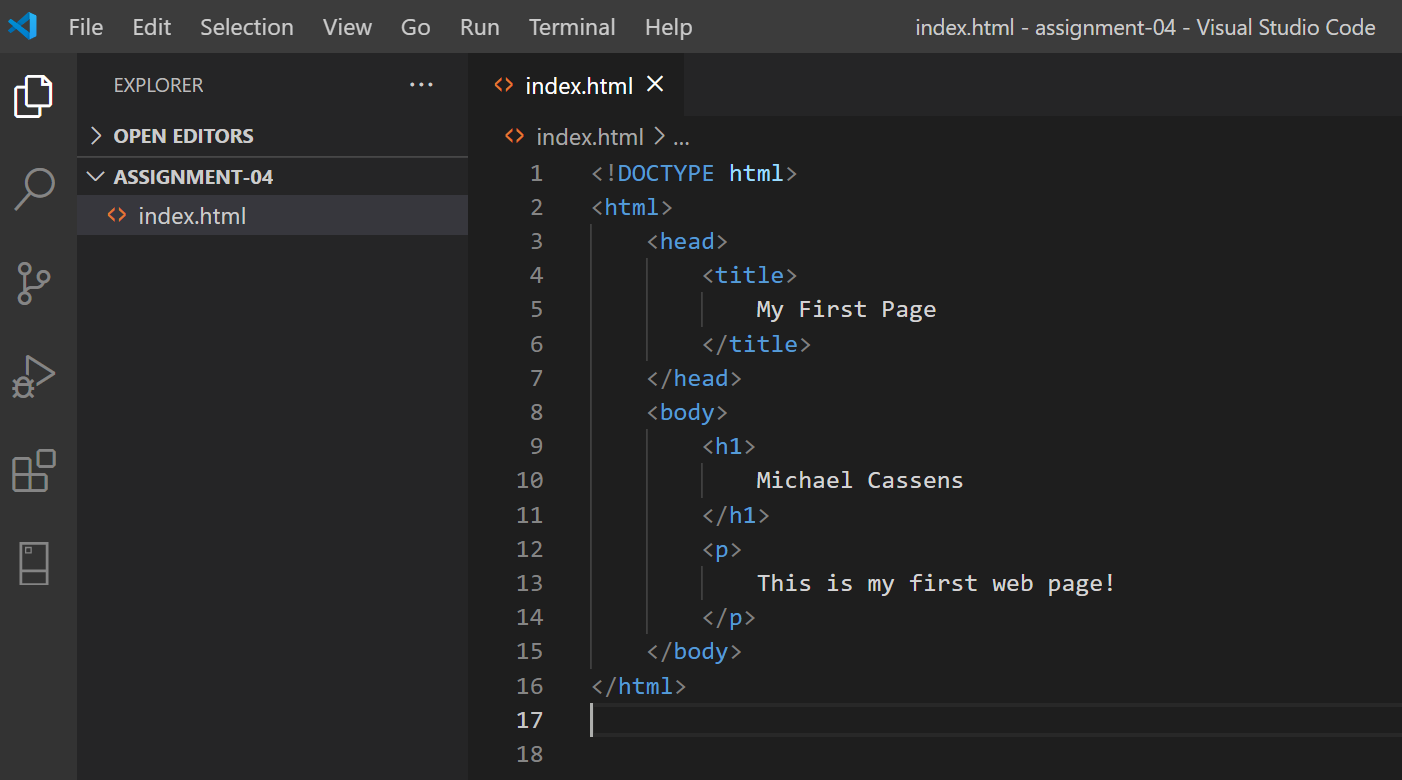 File Edit Selection View Go Run Terminal Help index.html - assignment-04 - Visual Studio Code
EXPLORER ...
OPEN EDITORS
ASSIGNMENT-04
index.html
index.html
index.html > ...
1 <!DOCTYPE html>
2 <html>
3     <head>
4         <title>
5             My First Page
6         </title>
7     </head>
8     <body>
9         <h1>
10             Michael Cassens
11         </h1>
12         <p>
13             This is my first web page!
14         </p>
15     </body>
16 </html>
17
18